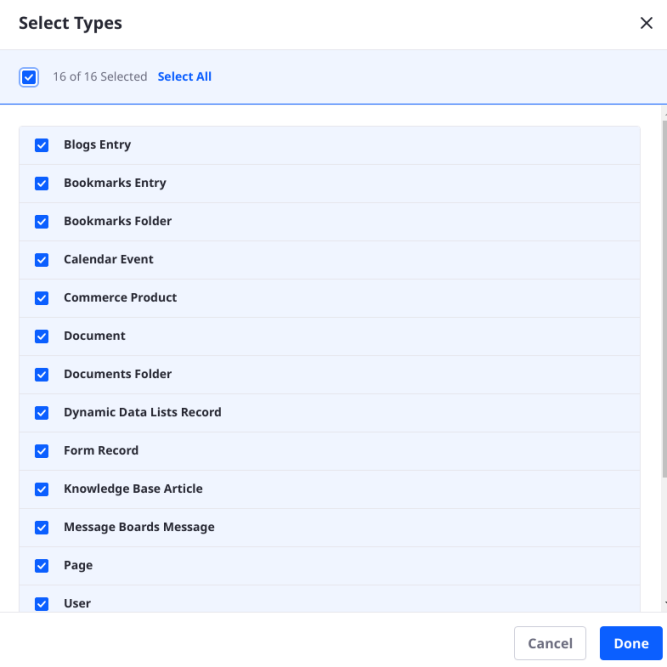 Select Types
16 of 16 Selected Select All
Blogs Entry
Bookmarks Entry
Bookmarks Folder
Calendar Event
Commerce Product
Document
Documents Folder
Dynamic Data Lists Record
Form Record
Knowledge Base Article
Message Boards Message
Page
User
Cancel Done